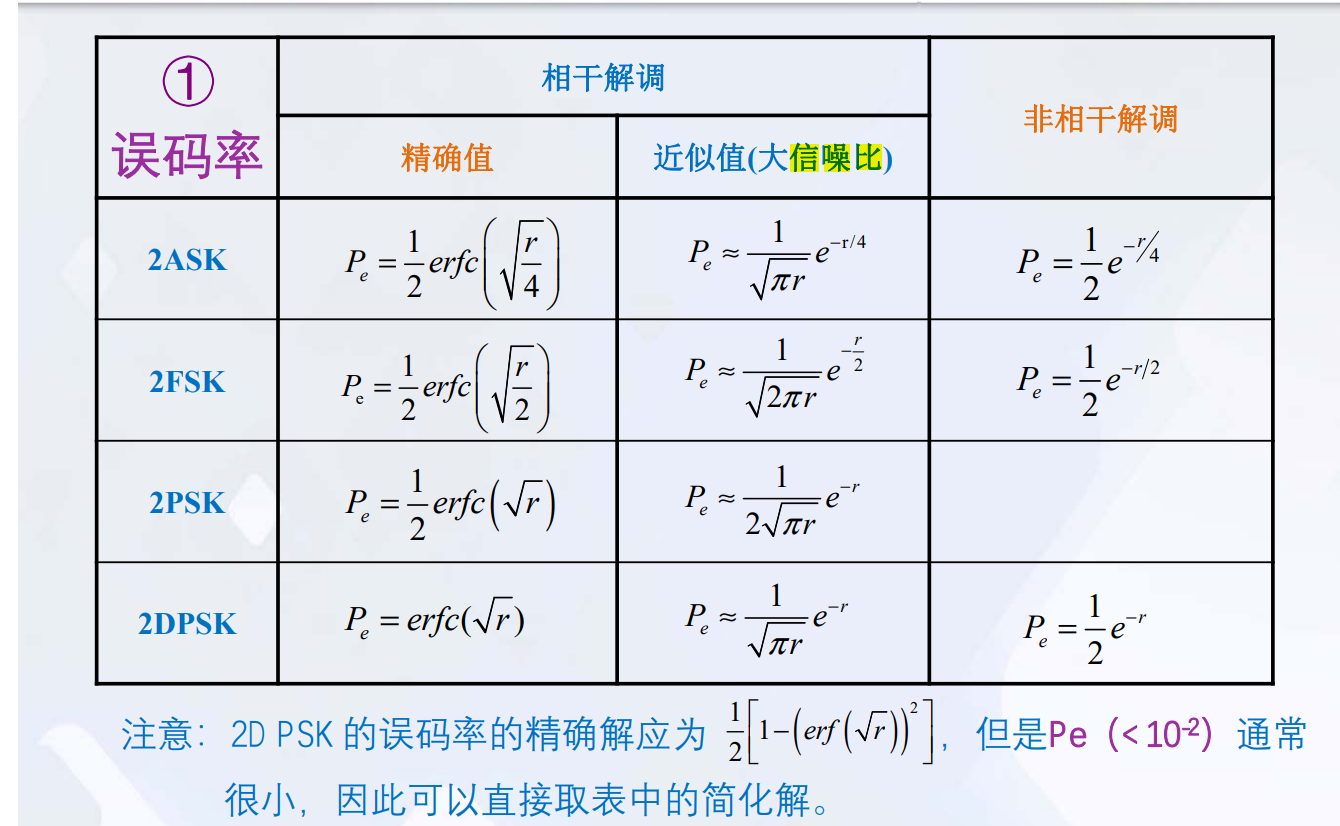 ① 误码率 | 相干解调 | 非相干解调
精确值 | 近似值(大信噪比)
2ASK | $P_e = \frac{1}{2} erfc\left(\sqrt{\frac{r}{4}}\right)$ | $P_e \approx \frac{1}{\sqrt{\pi r}} e^{-r/4}$ | $P_e = \frac{1}{2} e^{-r/4}$
2FSK | $P_e = \frac{1}{2} erfc\left(\sqrt{\frac{r}{2}}\right)$ | $P_e \approx \frac{1}{\sqrt{2\pi r}} e^{-\frac{r}{2}}$ | $P_e = \frac{1}{2} e^{-r/2}$
2PSK | $P_e = \frac{1}{2} erfc\left(\sqrt{r}\right)$ | $P_e \approx \frac{1}{2\sqrt{\pi r}} e^{-r}$
2DPSK | $P_e = erfc(\sqrt{r})$ | $P_e \approx \frac{1}{\sqrt{\pi r}} e^{-r}$ | $P_e = \frac{1}{2} e^{-r}$
注意：2D PSK 的误码率的精确解应为 $\frac{1}{2}\left[1-\left(erf\left(\sqrt{r}\right)\right)^2\right]$，但是Pe（<10⁻²）通常
很小，因此可以直接取表中的简化解。